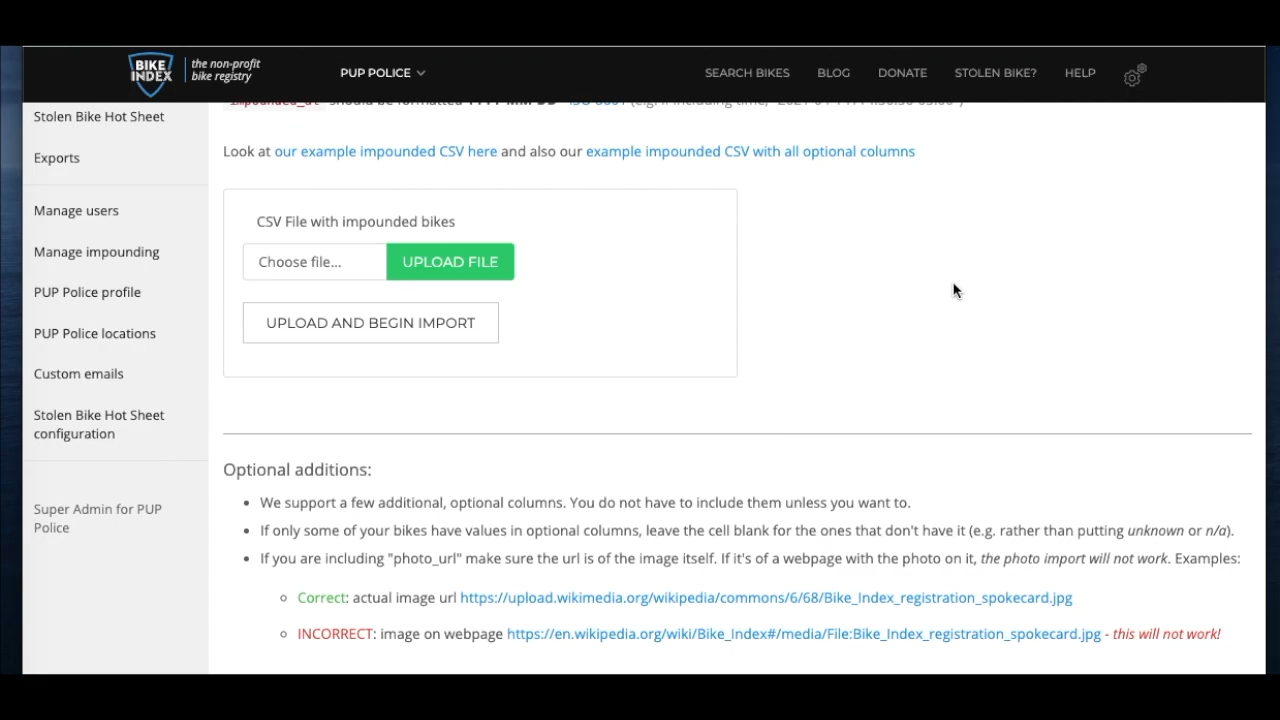 BIKE INDEX
the non-profit
bike registry
PUP POLICE
SEARCH BIKES
BLOG
DONATE
STOLEN BIKE?
HELP
Stolen Bike Hot Sheet
Exports
Manage users
Manage impounding
PUP Police profile
PUP Police locations
Custom emails
Stolen Bike Hot Sheet
configuration
Super Admin for PUP
Police
Look at our example impounded CSV here and also our example impounded CSV with all optional columns
CSV File with impounded bikes
Choose file...
UPLOAD FILE
UPLOAD AND BEGIN IMPORT
Optional additions:
We support a few additional, optional columns. You do not have to include them unless you want to.
If only some of your bikes have values in optional columns, leave the cell blank for the ones that don't have it (e.g. rather than putting unknown or n/a).
If you are including "photo_url" make sure the url is of the image itself. If it's of a webpage with the photo on it, the photo import will not work. Examples:
Correct: actual image url https://upload.wikimedia.org/wikipedia/commons/6/68/Bike_Index_registration_spokecard.jpg
INCORRECT: image on webpage https://en.wikipedia.org/wiki/Bike_Index#/media/File:Bike_Index_registration_spokecard.jpg - this will not work!